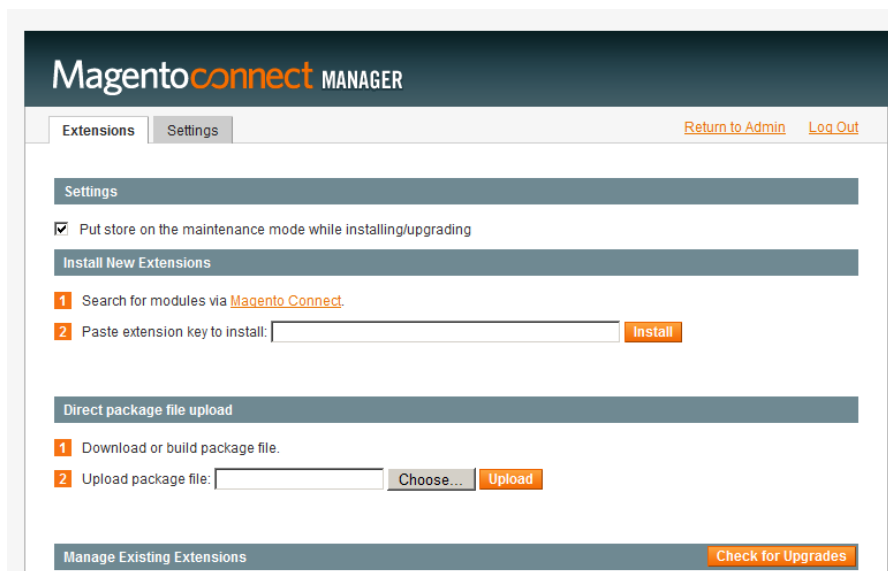 Magentoconnect MANAGER
Extensions Settings Return to Admin Log Out
Settings
Put store on the maintenance mode while installing/upgrading
Install New Extensions
1 Search for modules via Magento Connect.
2 Paste extension key to install: Install
Direct package file upload
1 Download or build package file.
2 Upload package file: Choose... Upload
Manage Existing Extensions Check for Upgrades